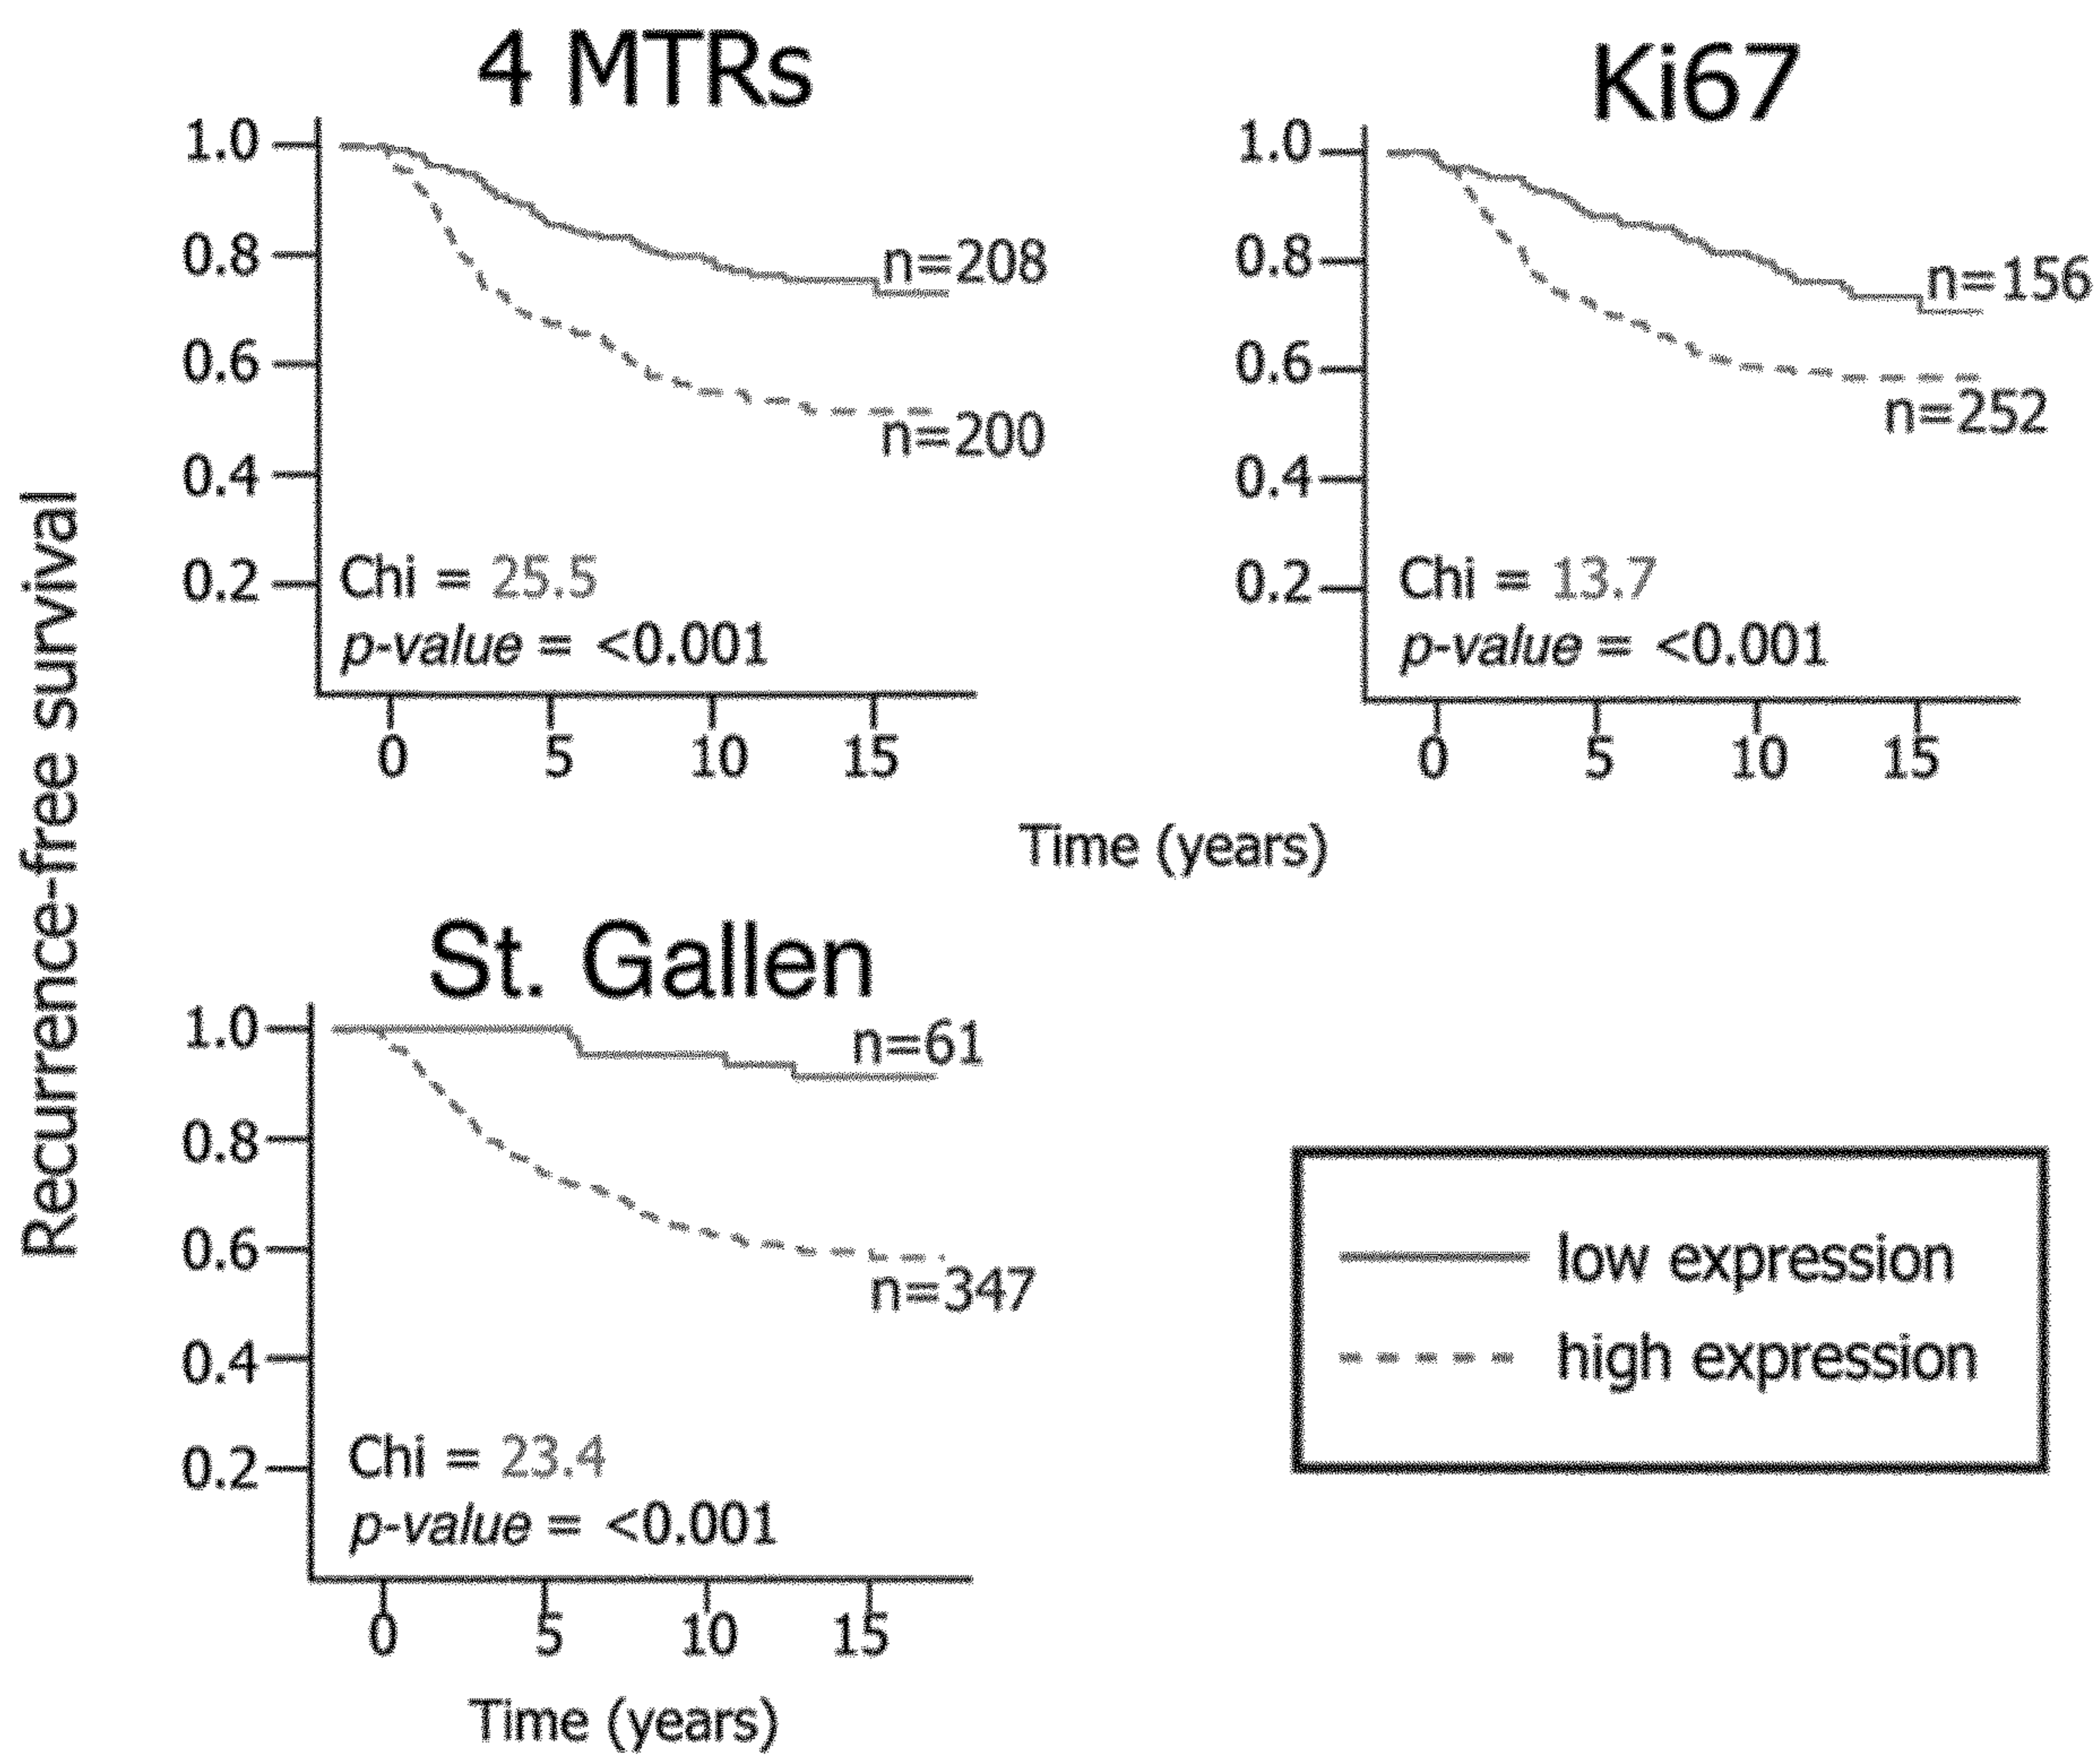 Recurrence-free survival
4 MTRs
1.0
0.8
0.6
0.4
0.2
n=208
n=200
Chi = 25.5
p-value = <0.001
0 5 10 15
Ki67
1.0
0.8
0.6
0.4
0.2
n=156
n=252
Chi = 13.7
p-value = <0.001
0 5 10 15
Time (years)
St. Gallen
1.0
0.8
0.6
0.4
0.2
n=61
n=347
Chi = 23.4
p-value = <0.001
0 5 10 15
Time (years)
low expression
high expression